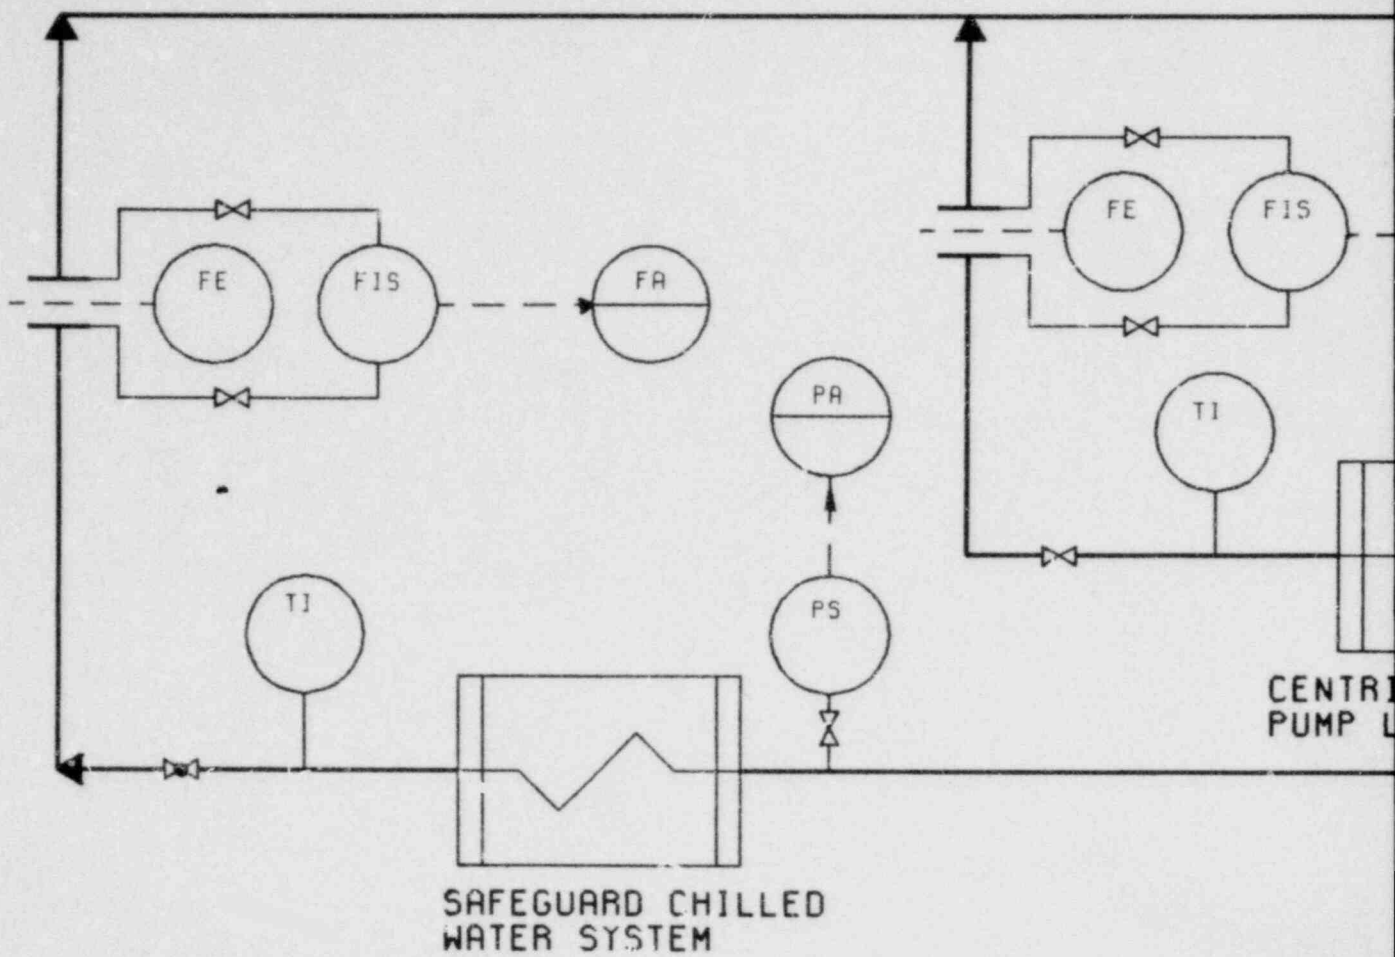 FE
FIS
FE
FIS
FA
PA
TI
TI
PS
CENTRI
PUMP L
SAFEGUARD CHILLED
WATER SYSTEM